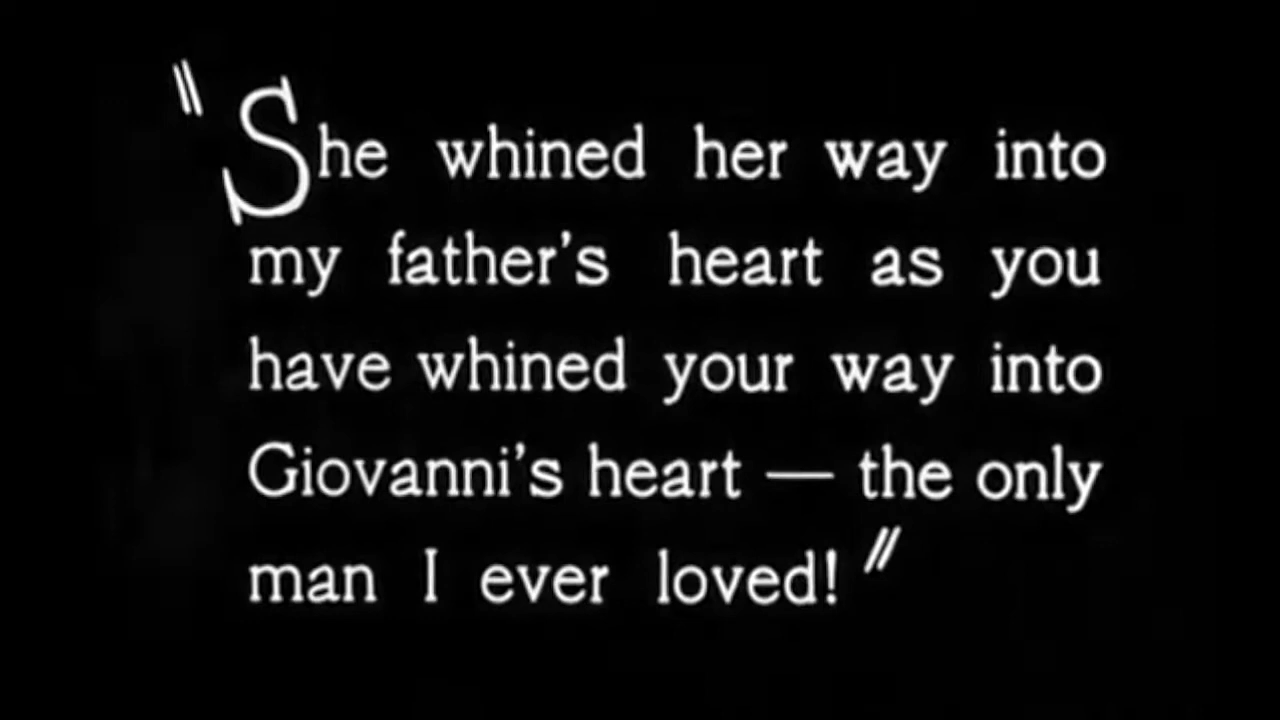 "She whined her way into
my father's heart as you
have whined your way into
Giovanni's heart — the only
man I ever loved!"